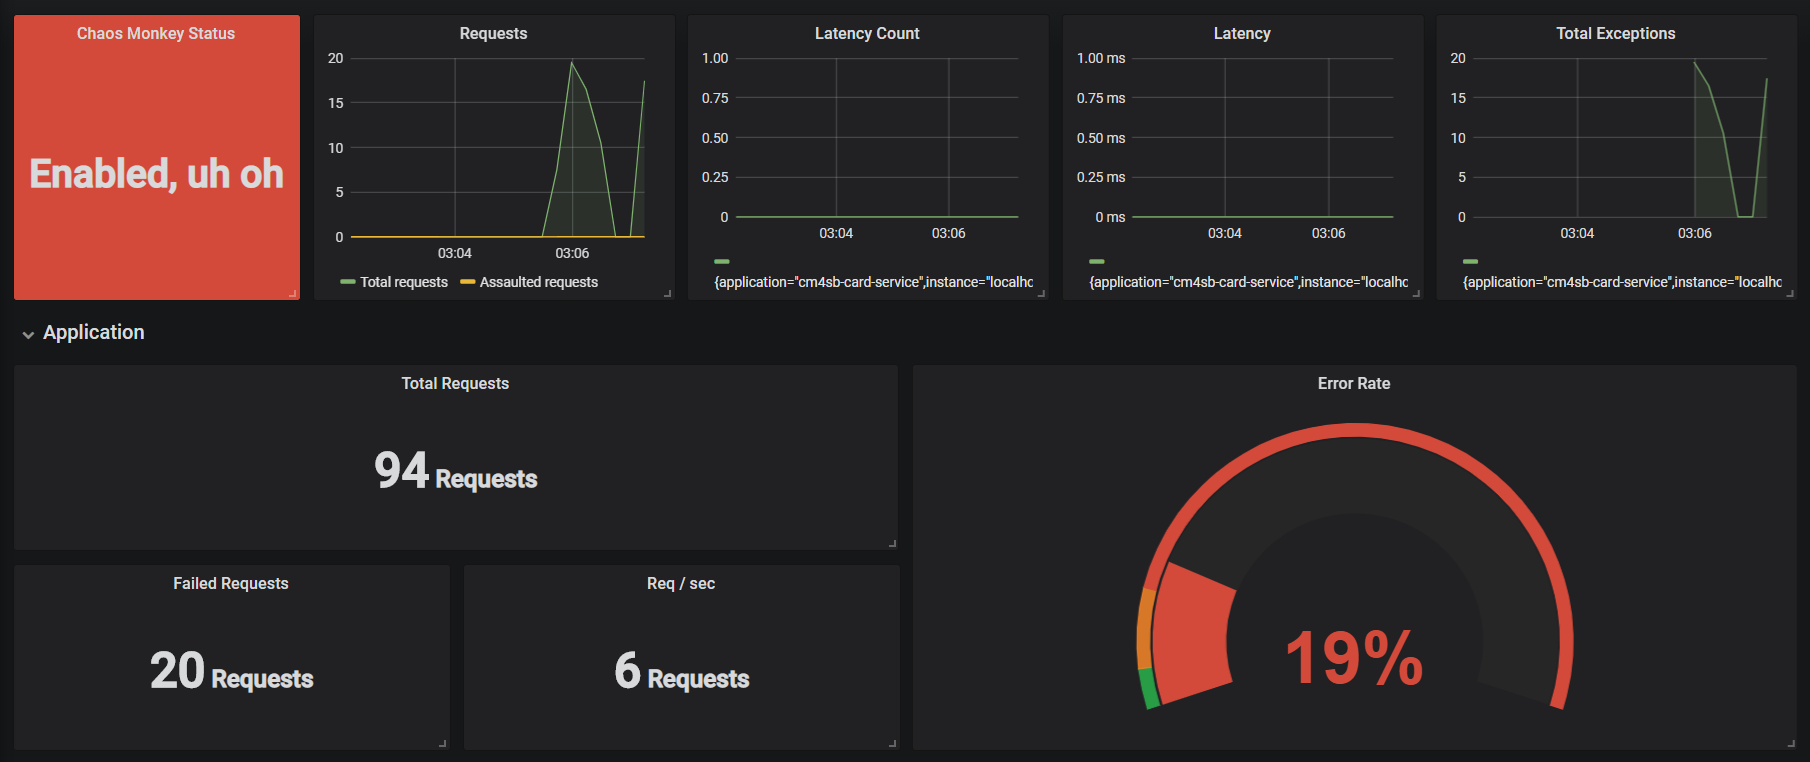 Chaos Monkey Status
Enabled, uh oh
Requests
20
15
10
5
0
03:04 03:06
Total requests Assaulted requests
Latency Count
1.00
0.75
0.50
0.25
0
03:04 03:06
{application="cm4sb-card-service",instance="localhc
Latency
1.00 ms
0.75 ms
0.50 ms
0.25 ms
0 ms
03:04 03:06
{application="cm4sb-card-service",instance="localhc
Total Exceptions
20
15
10
5
0
03:04 03:06
{application="cm4sb-card-service",instance="localhc
Application
Total Requests
94 Requests
Failed Requests
20 Requests
Req / sec
6 Requests
Error Rate
19%